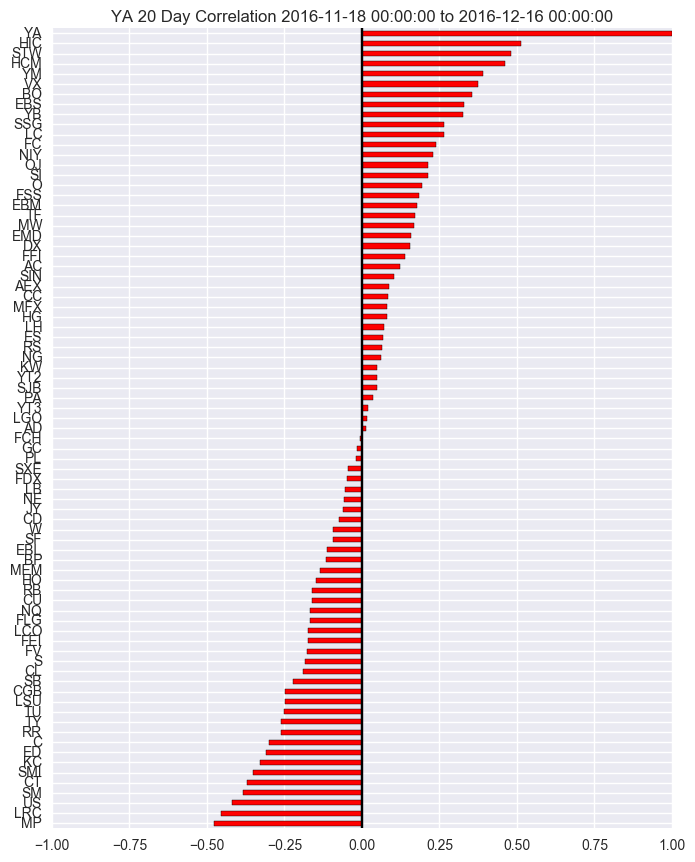 YA 20 Day Correlation 2016-11-18 00:00:00 to 2016-12-16 00:00:00
YA
HIC
STW
HCM
YM
VX
BO
EBS
YB
SSG
LC
FC
NIY
OJ
SI
O
FSS
EBM
TF
MW
EMD
DX
FFI
AC
SIN
AEX
CC
MFX
HG
LH
ES
RS
NG
KW
YT2
SJB
PA
YT3
LGO
AD
FCH
GC
PL
SXE
FDX
LB
NE
JY
CD
W
SF
EBL
BP
MEM
HO
RB
CU
NQ
FLG
LCO
FEI
FV
S
CL
SB
CGB
LSU
TU
TY
RR
C
ED
KC
SMI
CT
SM
US
LRC
MP
−1.00 −0.75 −0.50 −0.25 0.00 0.25 0.50 0.75 1.00